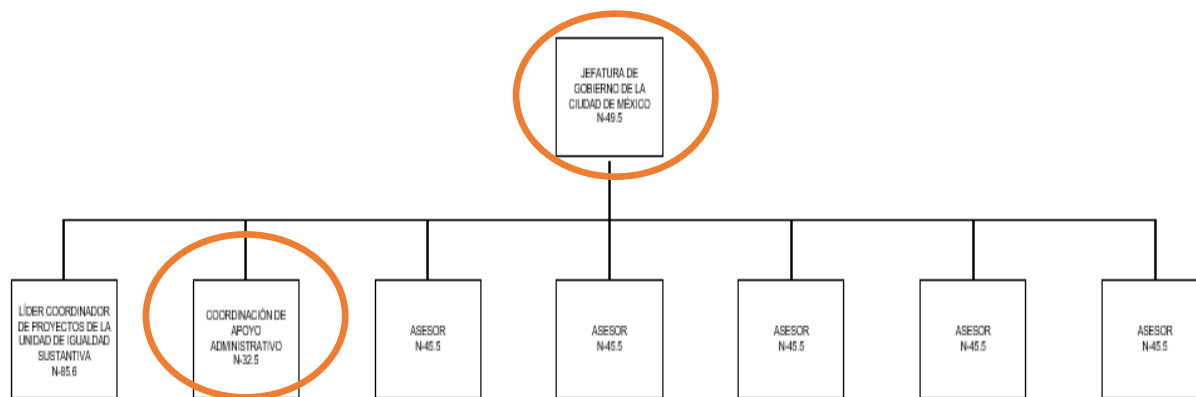 JEFATURA DE
GOBIERNO DE LA
CIUDAD DE MÉXICO
N-49.5
LÍDER COORDINADOR
DE PROYECTOS DE LA
UNIDAD DE IGUALDAD
SUSTANTIVA
N-85.6
COORDINACIÓN DE
APOYO
ADMINISTRATIVO
N-32.5
ASESOR
N-45.5
ASESOR
N-45.5
ASESOR
N-45.5
ASESOR
N-45.5
ASESOR
N-45.5